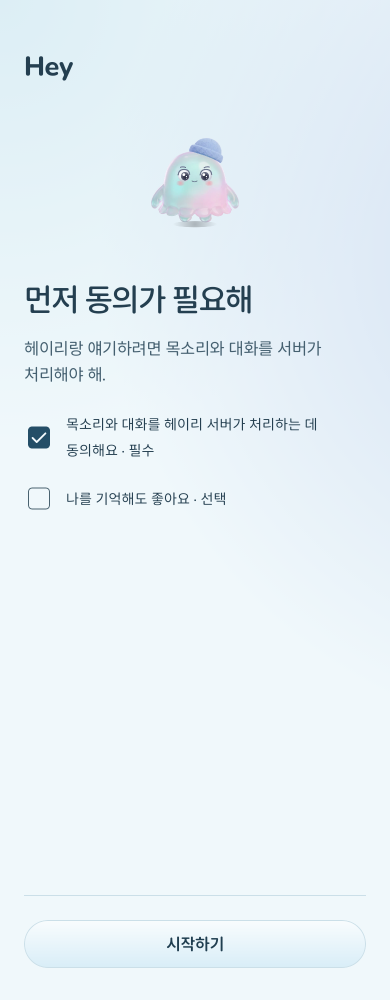 Hey
먼저 동의가 필요해
헤이리랑 얘기하려면 목소리와 대화를 서버가
처리해야 해.
목소리와 대화를 헤이리 서버가 처리하는 데
동의해요 · 필수
나를 기억해도 좋아요 · 선택
시작하기